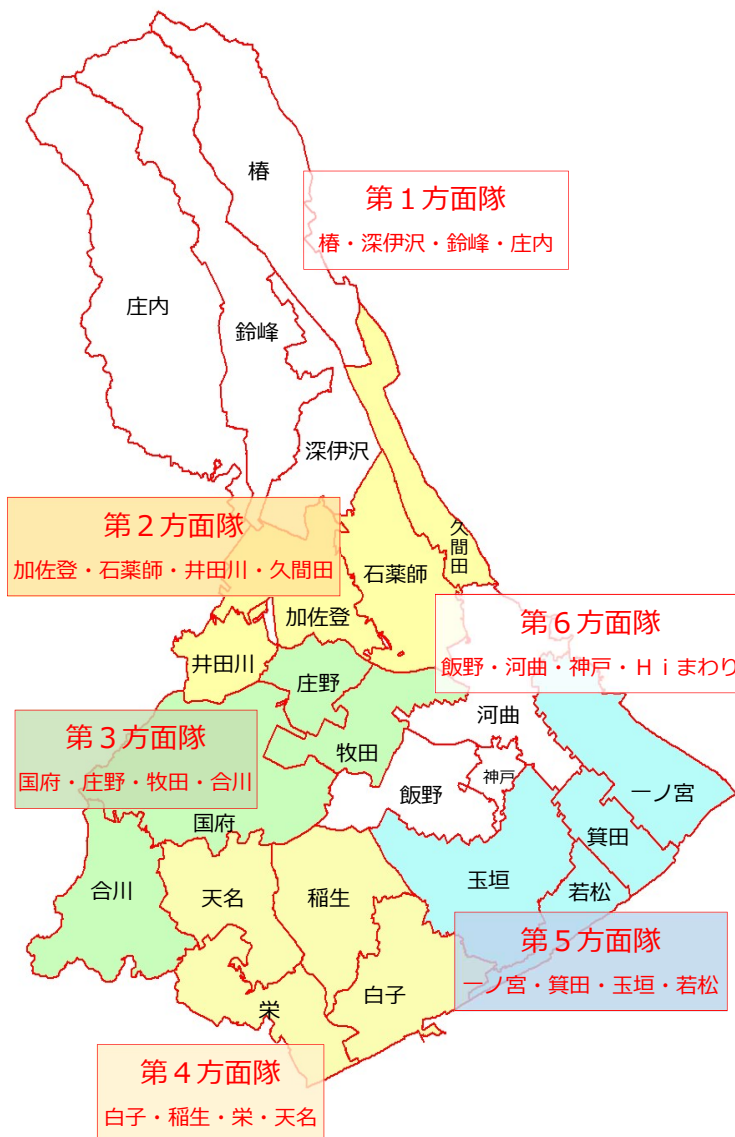 椿
第１方面隊
椿・深伊沢・鈴峰・庄内
庄内
鈴峰
深伊沢
第２方面隊
加佐登・石薬師・井田川・久間田
久間田
石薬師
加佐登
井田川
第６方面隊
飯野・河曲・神戸・Ｈｉまわり
庄野
河曲
第３方面隊
国府・庄野・牧田・合川
牧田
神戸
飯野
一ノ宮
国府
箕田
玉垣
合川
天名
稲生
若松
第５方面隊
一ノ宮・箕田・玉垣・若松
白子
栄
第４方面隊
白子・稲生・栄・天名